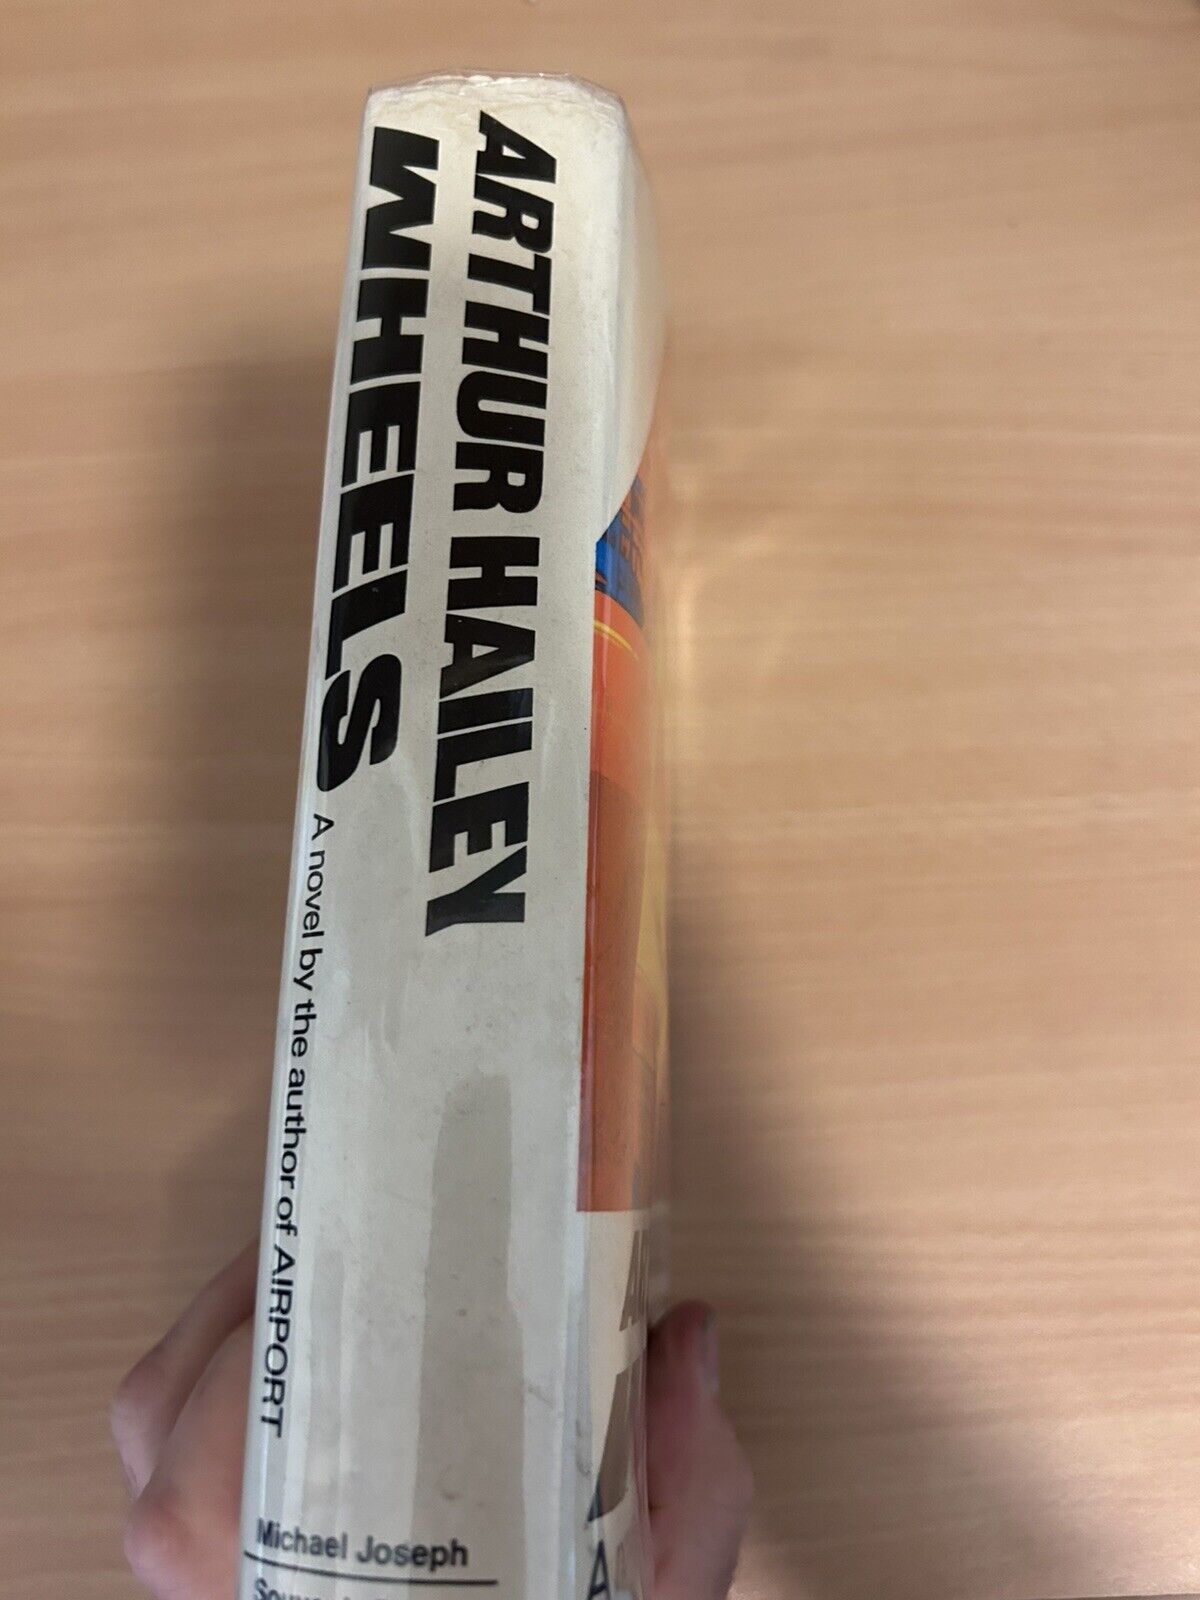 ARTHUR HAILEY
WHEELS
A novel by the author of AIRPORT
Michael Joseph